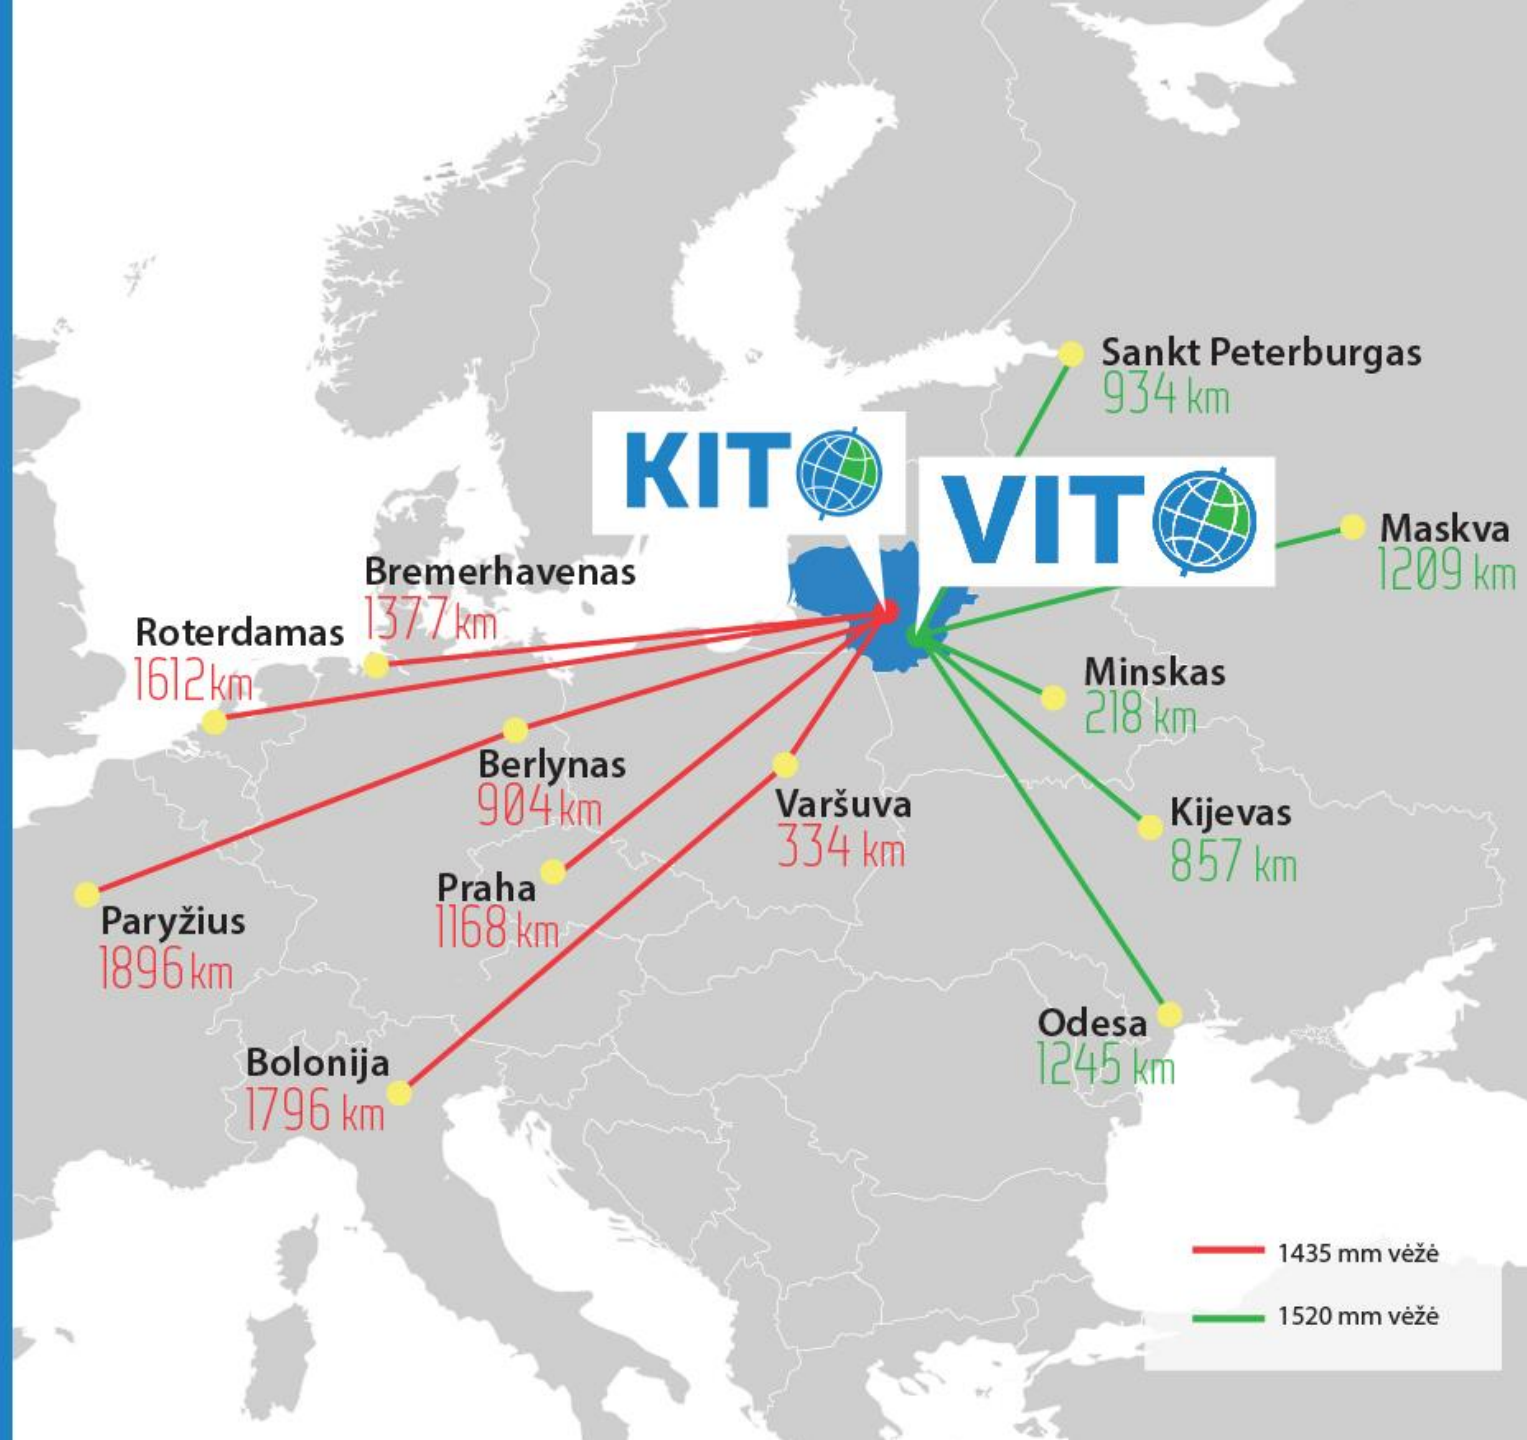 Sankt Peterburgas
934 km
KITO
VITO
Maskva
1209 km
Bremerhavenas
1377 km
Roterdamas
1612 km
Minskas
218 km
Berlynas
904 km
Varšuva
334 km
Kijevas
857 km
Praha
1168 km
Paryžius
1896 km
Odesa
1245 km
Bolonija
1796 km
1435 mm vėžė
1520 mm vėžė